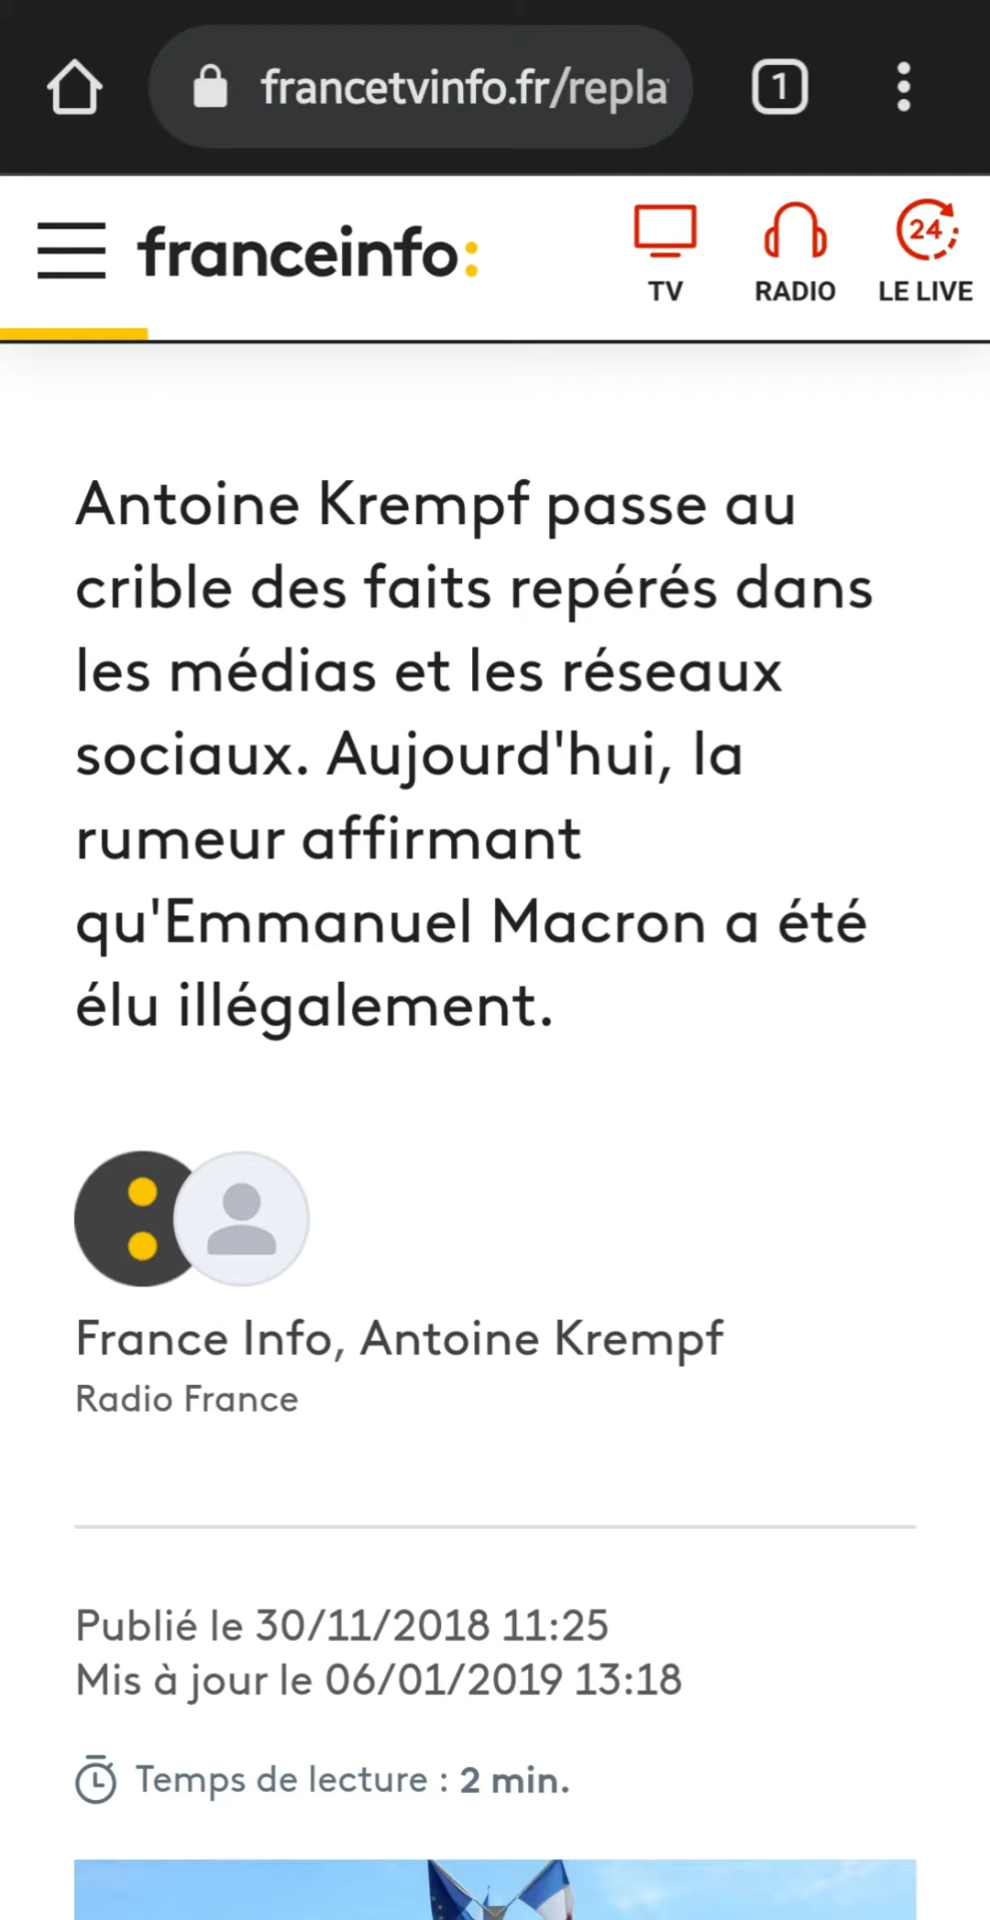 francetvinfo.fr/repla
1
franceinfo:
TV
RADIO
24
LE LIVE
Antoine Krempf passe au
crible des faits repérés dans
les médias et les réseaux
sociaux. Aujourd'hui, la
rumeur affirmant
qu'Emmanuel Macron a été
élu illégalement.
France Info, Antoine Krempf
Radio France
Publié le 30/11/2018 11:25
Mis à jour le 06/01/2019 13:18
Temps de lecture : 2 min.